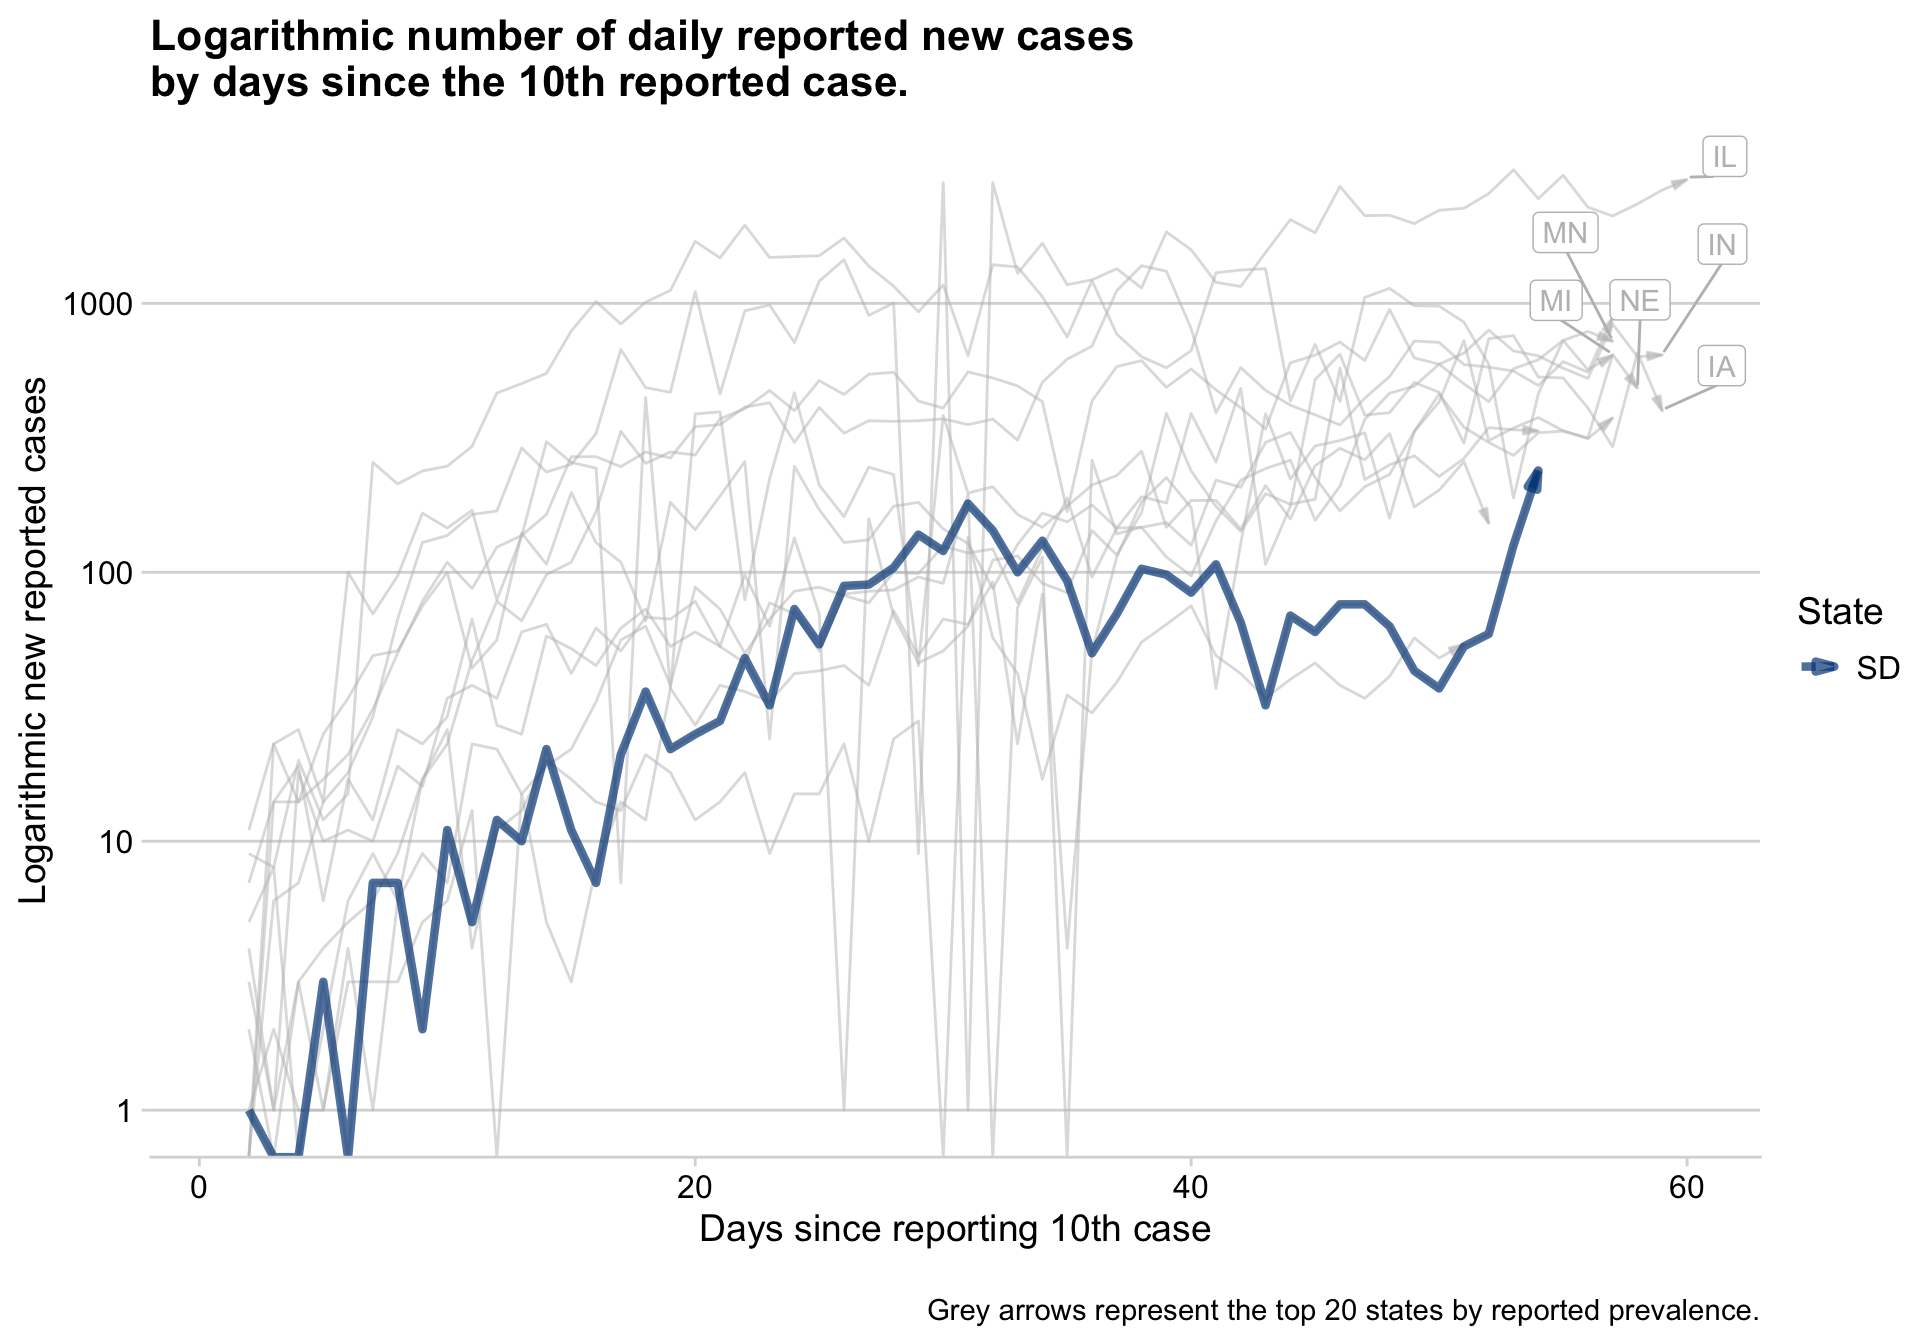 Logarithmic number of daily reported new cases
by days since the 10th reported case.
IL
MN
IN
MI
NE
IA
1000
100
10
1
Logarithmic new reported cases
0
20
40
60
Days since reporting 10th case
State
SD
Grey arrows represent the top 20 states by reported prevalence.